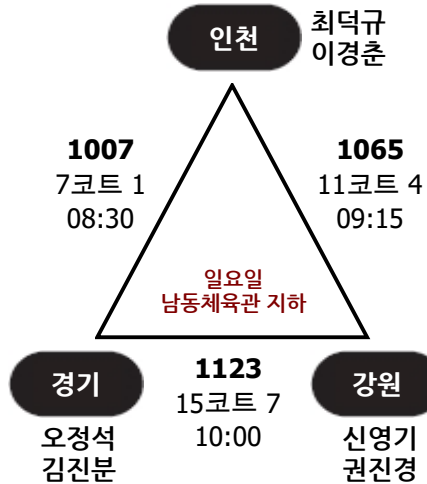 인천
최덕규
이경춘
1007
7코트 1
08:30
1065
11코트 4
09:15
일요일
남동체육관 지하
경기
오정석
김진분
1123
15코트 7
10:00
강원
신영기
권진경